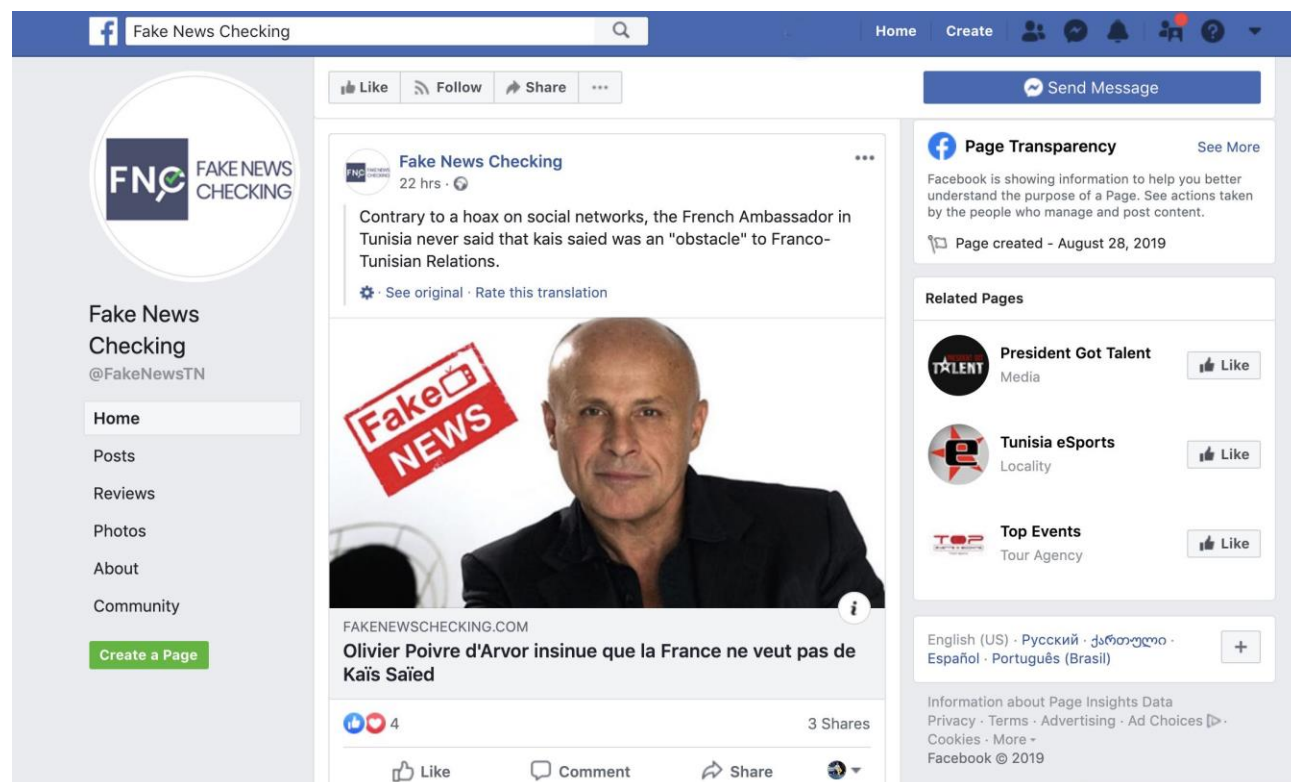 Fake News Checking
Home Create
Like Follow Share
Send Message
FNC FAKE NEWS
CHECKING
Fake News
Checking
@FakeNewsTN
Home
Posts
Reviews
Photos
About
Community
Create a Page
Fake News Checking
22 hrs ·
Contrary to a hoax on social networks, the French Ambassador in
Tunisia never said that kais saied was an "obstacle" to Franco-
Tunisian Relations.
· See original · Rate this translation
Fake
NEWS
FAKENEWSCHECKING.COM
Olivier Poivre d'Arvor insinue que la France ne veut pas de
Kaïs Saïed
4 3 Shares
Like Comment Share
Page Transparency See More
Facebook is showing information to help you better
understand the purpose of a Page. See actions taken
by the people who manage and post content.
Page created - August 28, 2019
Related Pages
TALENT
President Got Talent
Media
Like
e
Tunisia eSports
Locality
Like
TOP
Top Events
Tour Agency
Like
English (US) · Русский · ქართული ·
Español · Português (Brasil)
Information about Page Insights Data
Privacy · Terms · Advertising · Ad Choices ·
Cookies · More
Facebook © 2019